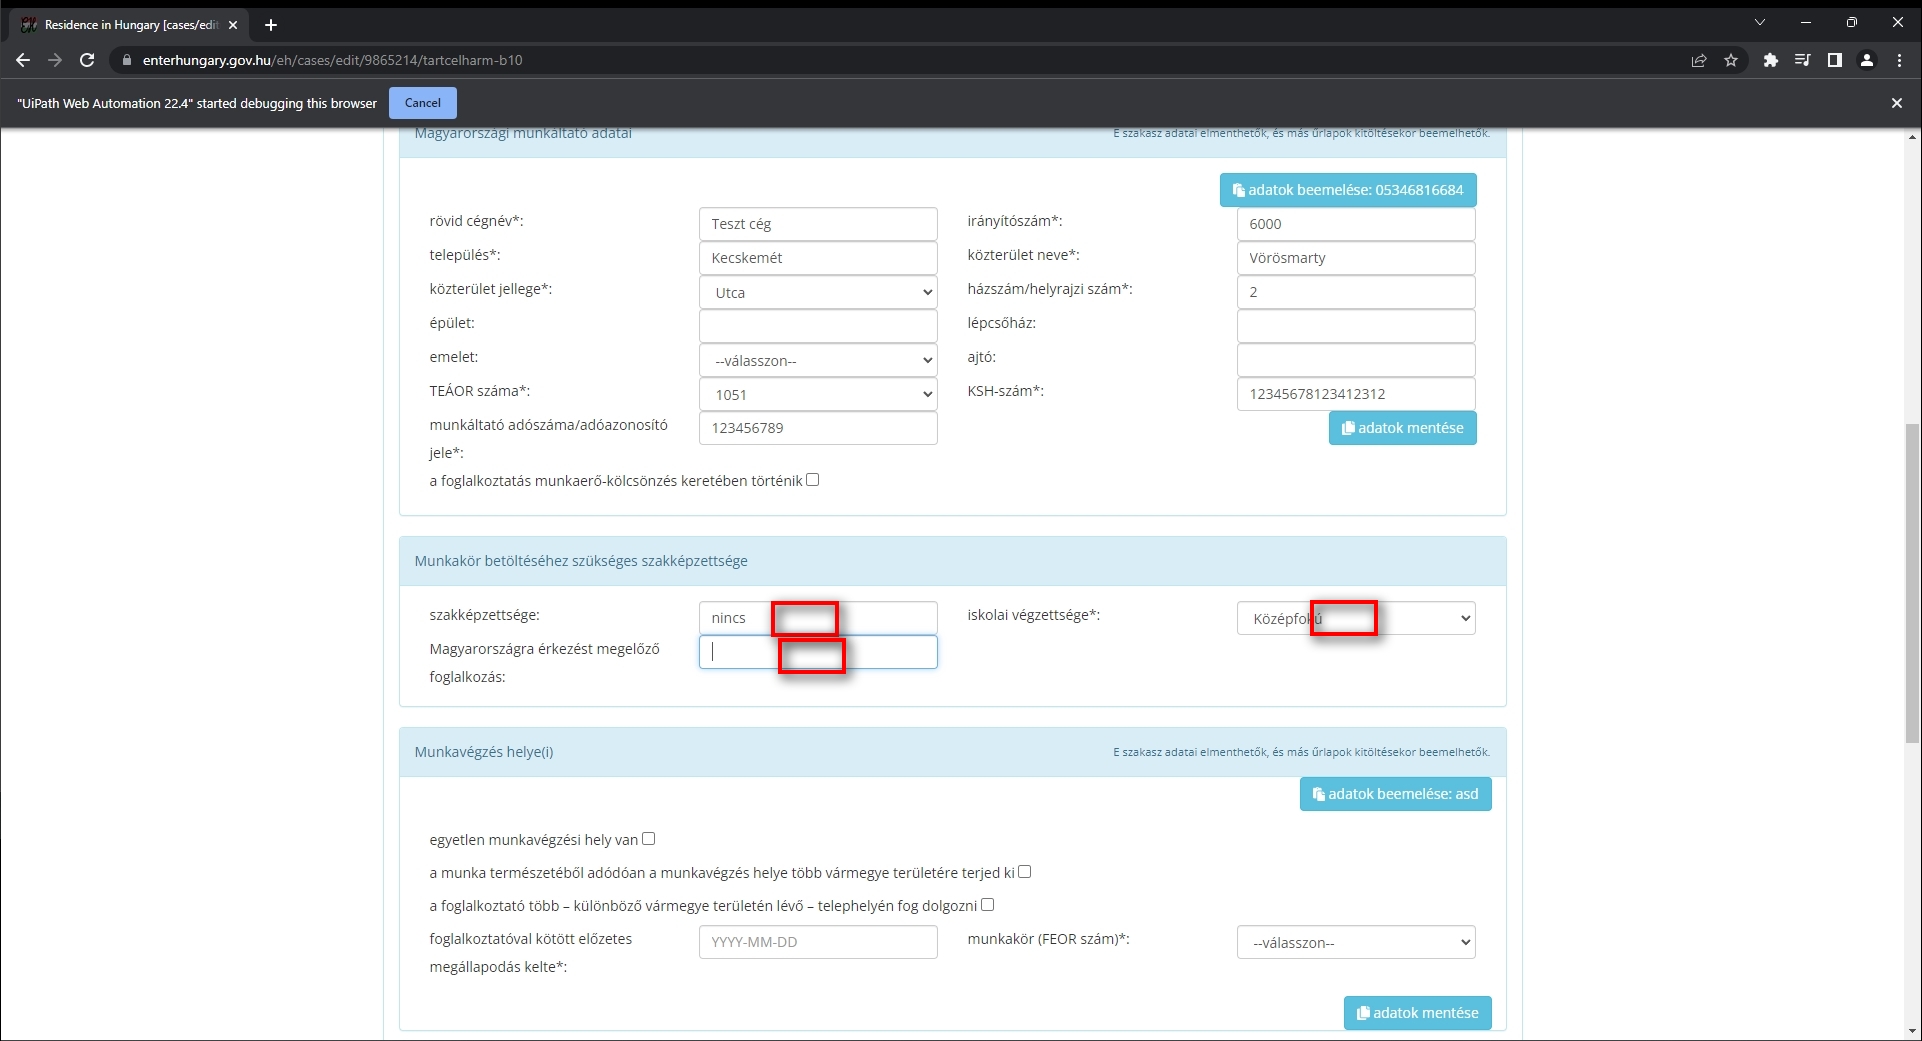 Residence in Hungary [cases/edit
enterhungary.gov.hu/eh/cases/edit/9865214/tartcelharm-b10
"UiPath Web Automation 22.4" started debugging this browser
Cancel
Magyarországi munkáltató adatai
E szakasz adatai elmenthetők, és más űrlapok kitöltésekor beemelhetők.
adatok beemelése: 05346816684
rövid cégnév*:
Teszt cég
irányítószám*:
6000
település*:
Kecskemét
közterület neve*:
Vörösmarty
közterület jellege*:
Utca
házszám/helyrajzi szám*:
2
épület:
lépcsőház:
emelet:
--válasszon--
ajtó:
TEÁOR száma*:
1051
KSH-szám*:
12345678123412312
munkáltató adószáma/adóazonosító
jele*:
123456789
adatok mentése
a foglalkoztatás munkaerő-kölcsönzés keretében történik
Munkakör betöltéséhez szükséges szakképzettsége
szakképzettsége:
nincs
iskolai végzettsége*:
Középfokú
Magyarországra érkezést megelőző
foglalkozás:
Munkavégzés helye(i)
E szakasz adatai elmenthetők, és más űrlapok kitöltésekor beemelhetők.
adatok beemelése: asd
egyetlen munkavégzési hely van
a munka természetéből adódóan a munkavégzés helye több vármegye területére terjed ki
a foglalkoztató több – különböző vármegye területén lévő – telephelyén fog dolgozni
foglalkoztatóval kötött előzetes
megállapodás kelte*:
YYYY-MM-DD
munkakör (FEOR szám)*:
--válasszon--
adatok mentése